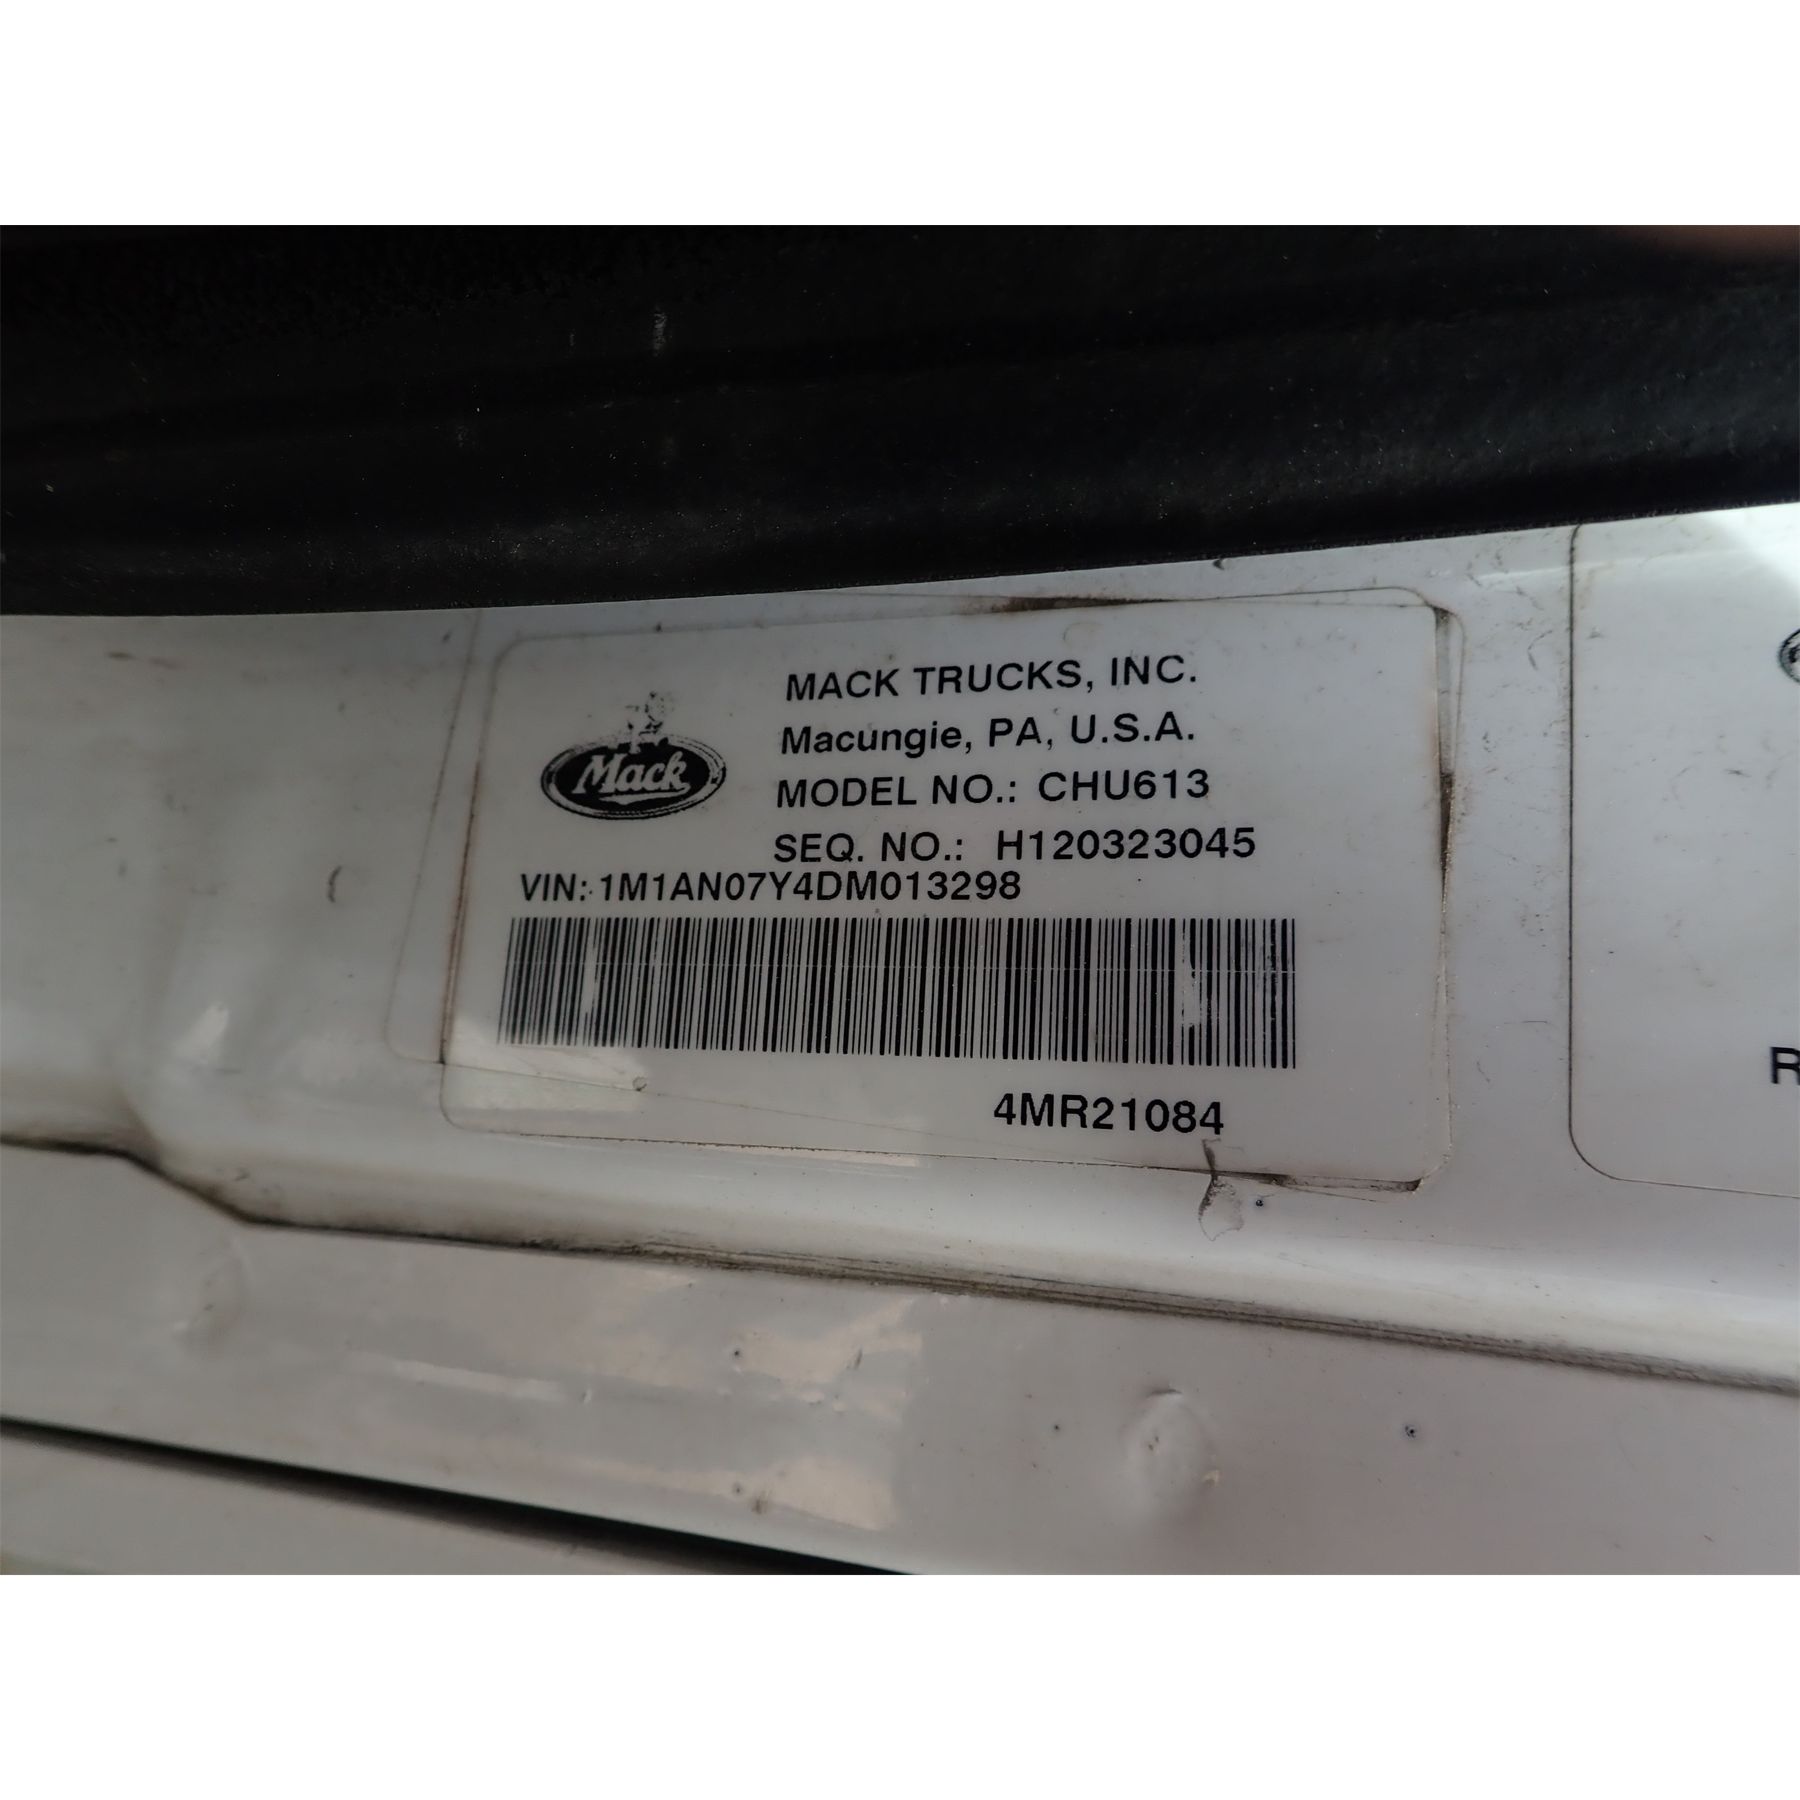 MACK TRUCKS, INC.
Macungie, PA, U.S.A.
Mack
MODEL NO.: CHU613
SEQ. NO.: H120323045
VIN: 1M1AN07Y4DM013298
4MR21084
R